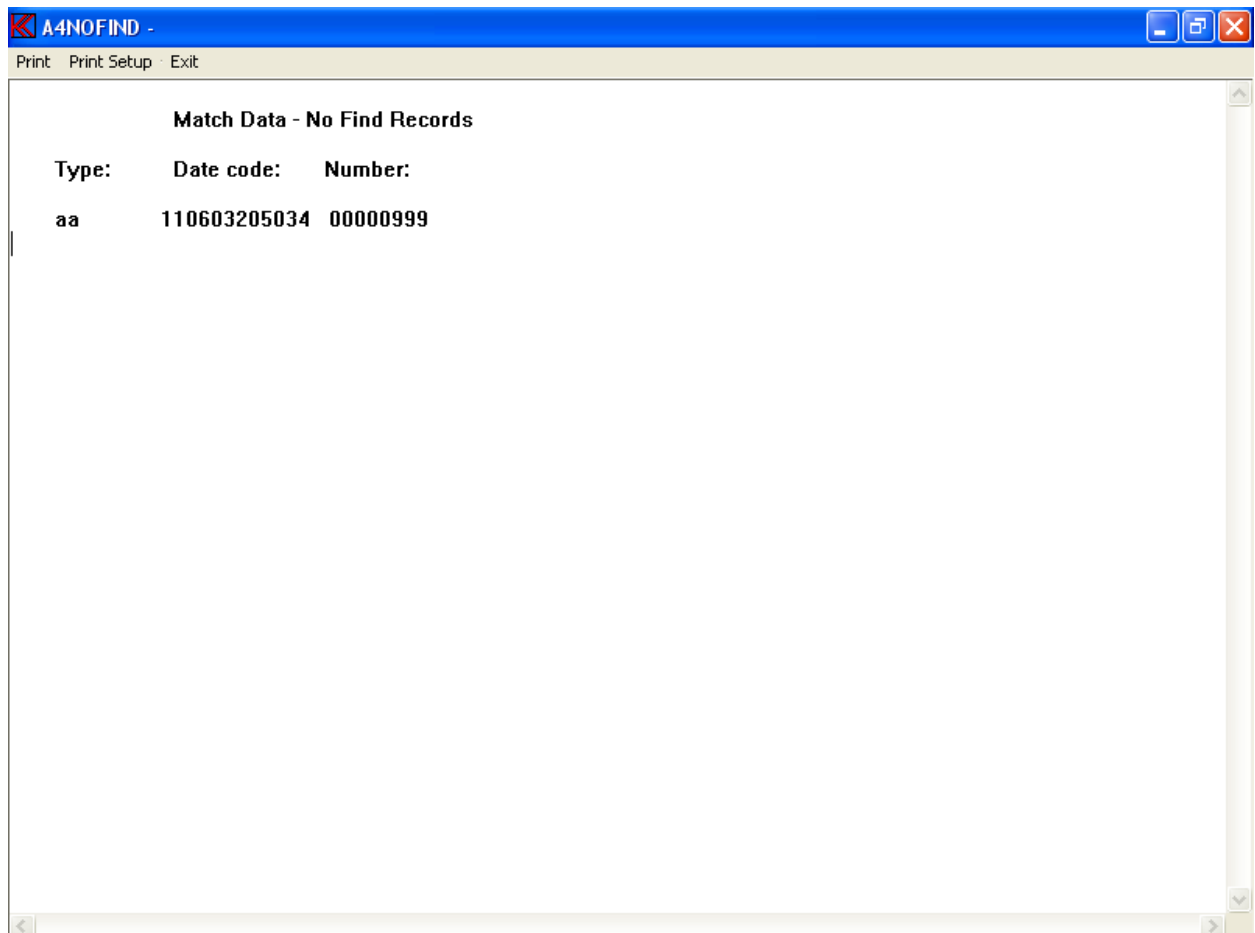 A4NOFIND -
Print Print Setup Exit
Match Data - No Find Records
Type: Date code: Number:
aa 110603205034 00000999